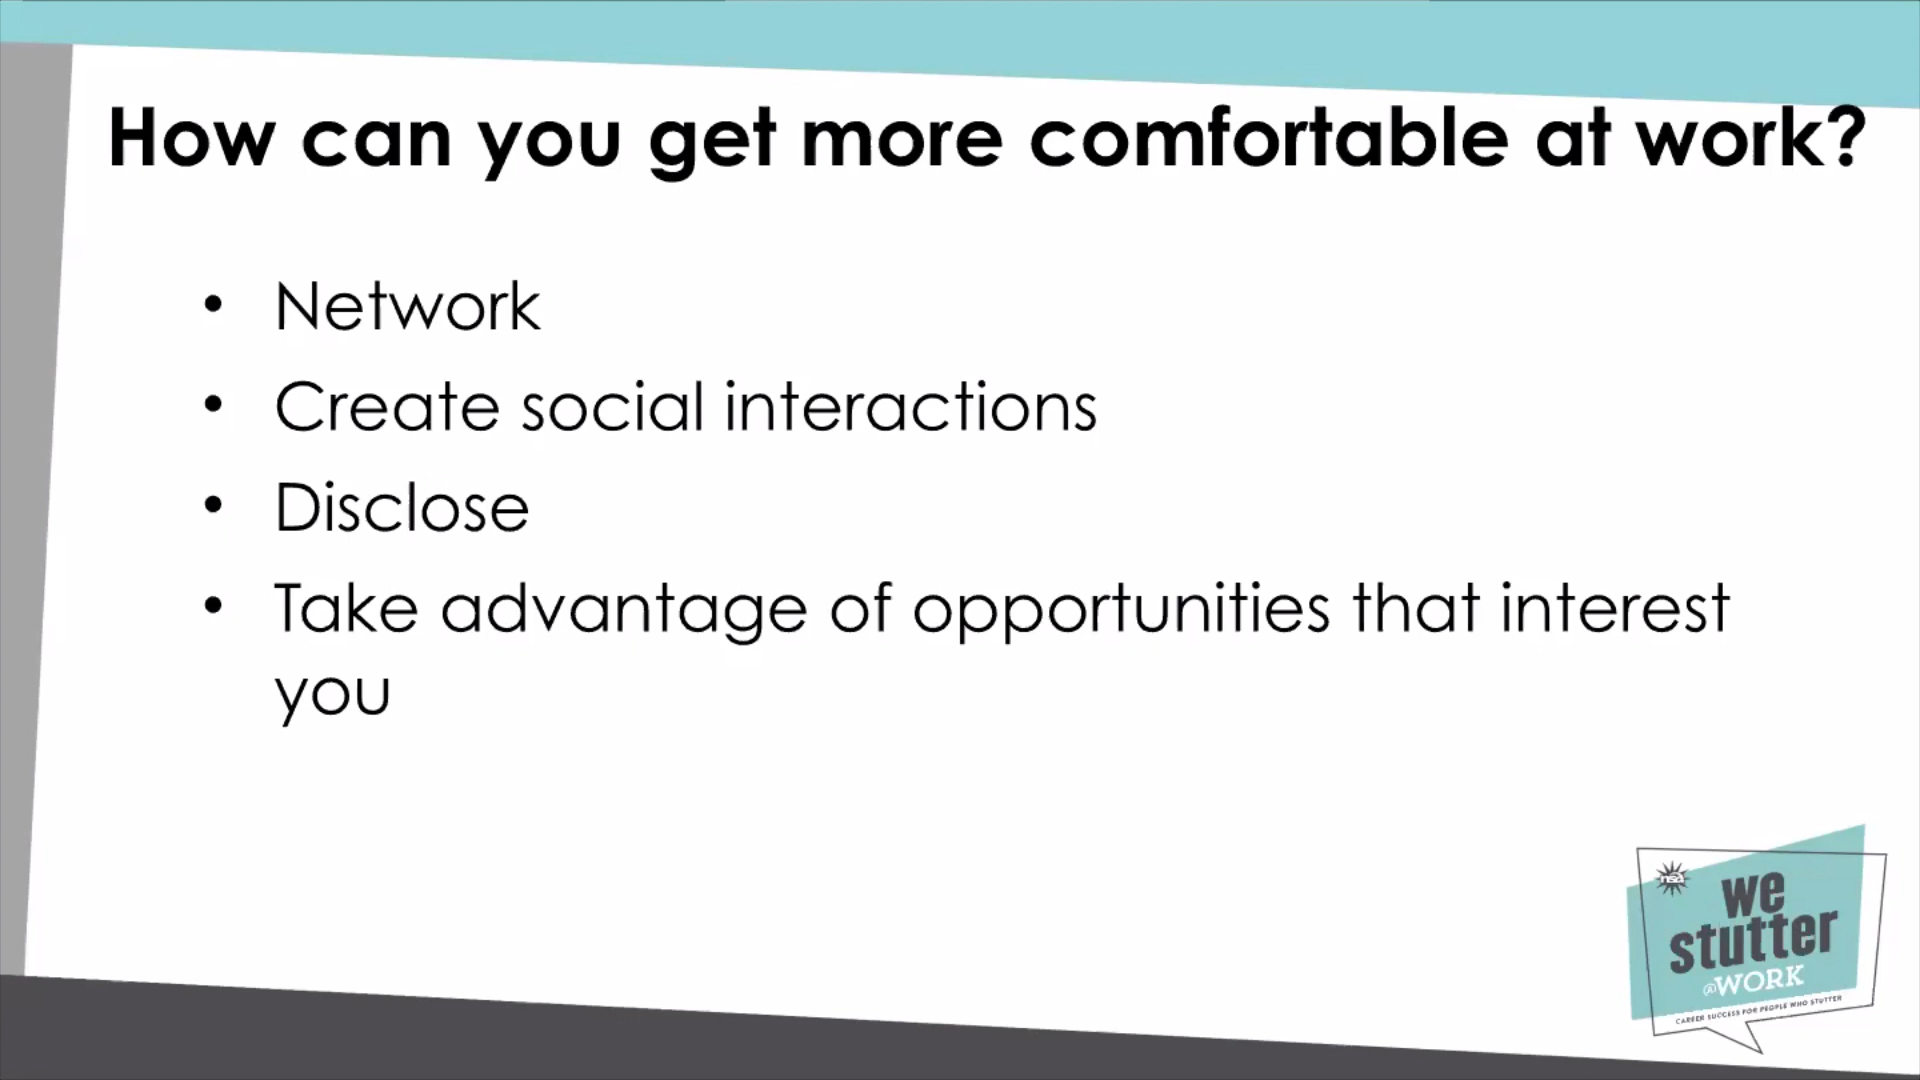 How can you get more comfortable at work?
• Network
• Create social interactions
• Disclose
• Take advantage of opportunities that interest
you
nsa
we
stutter
@WORK
CAREER SUCCESS FOR PEOPLE WHO STUTTER